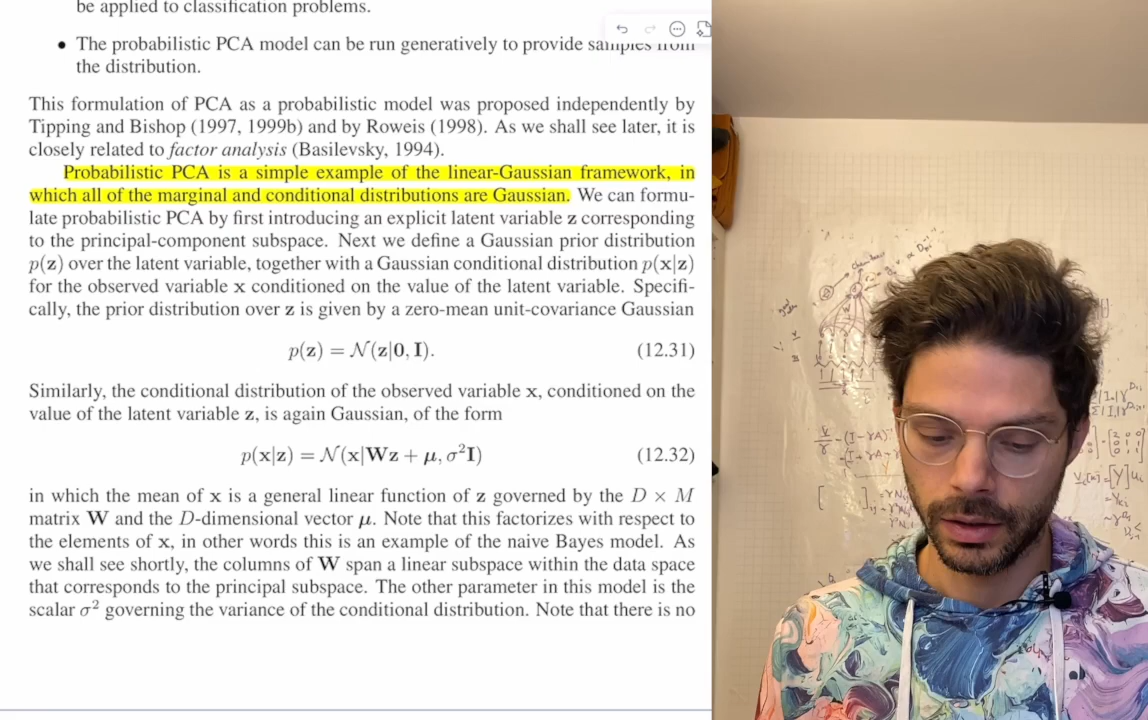 be applied to classification problems.
• The probabilistic PCA model can be run generatively to provide samples from
the distribution.
This formulation of PCA as a probabilistic model was proposed independently by
Tipping and Bishop (1997, 1999b) and by Roweis (1998). As we shall see later, it is
closely related to factor analysis (Basilevsky, 1994).
Probabilistic PCA is a simple example of the linear-Gaussian framework, in
which all of the marginal and conditional distributions are Gaussian. We can formu-
late probabilistic PCA by first introducing an explicit latent variable z corresponding
to the principal-component subspace. Next we define a Gaussian prior distribution
p(z) over the latent variable, together with a Gaussian conditional distribution p(x|z)
for the observed variable x conditioned on the value of the latent variable. Specifi-
cally, the prior distribution over z is given by a zero-mean unit-covariance Gaussian
p(z) = N(z|0, I). (12.31)
Similarly, the conditional distribution of the observed variable x, conditioned on the
value of the latent variable z, is again Gaussian, of the form
p(x|z) = N(x|Wz + μ, σ²I) (12.32)
in which the mean of x is a general linear function of z governed by the D × M
matrix W and the D-dimensional vector μ. Note that this factorizes with respect to
the elements of x, in other words this is an example of the naive Bayes model. As
we shall see shortly, the columns of W span a linear subspace within the data space
that corresponds to the principal subspace. The other parameter in this model is the
scalar σ² governing the variance of the conditional distribution. Note that there is no